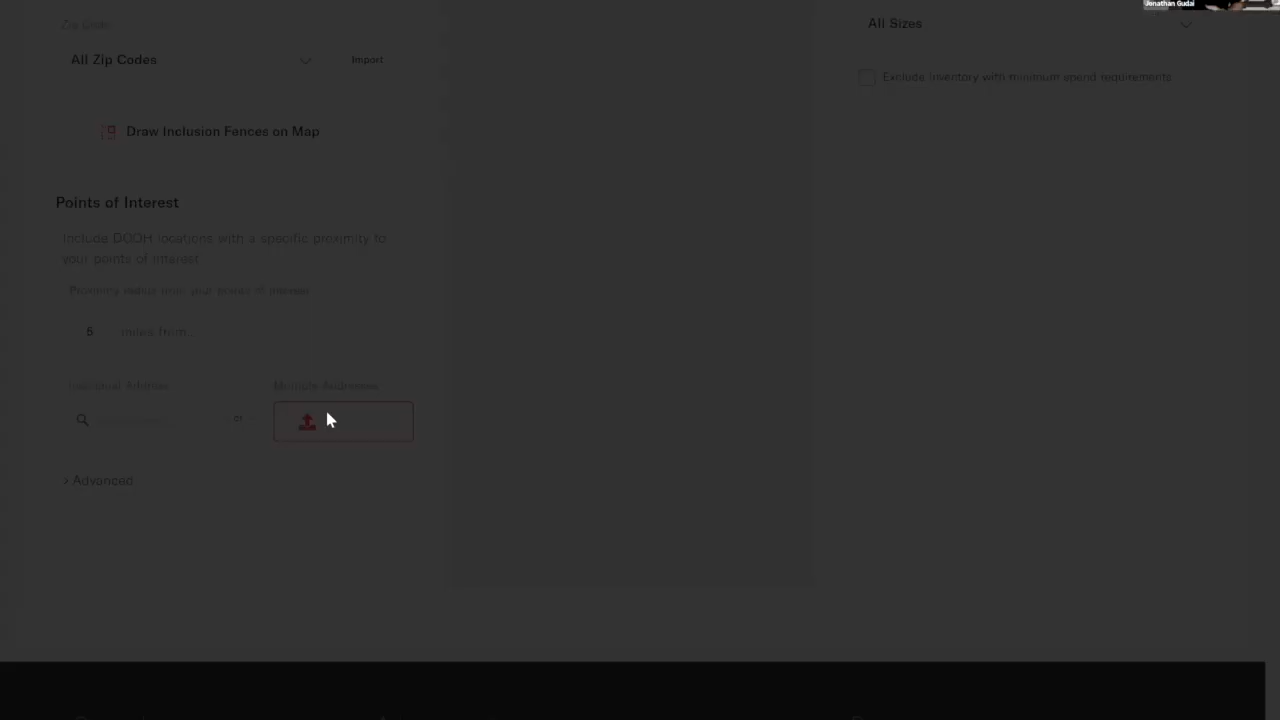 Jonathan Gudai
Zip Code
All Sizes
All Zip Codes
Import
Exclude inventory with minimum spend requirements
Draw Inclusion Fences on Map
Points of Interest
Include DOOH locations with a specific proximity to
your points of interest
Proximity radius from your points of interest
5 miles from...
Individual Address
Multiple Addresses
or
> Advanced